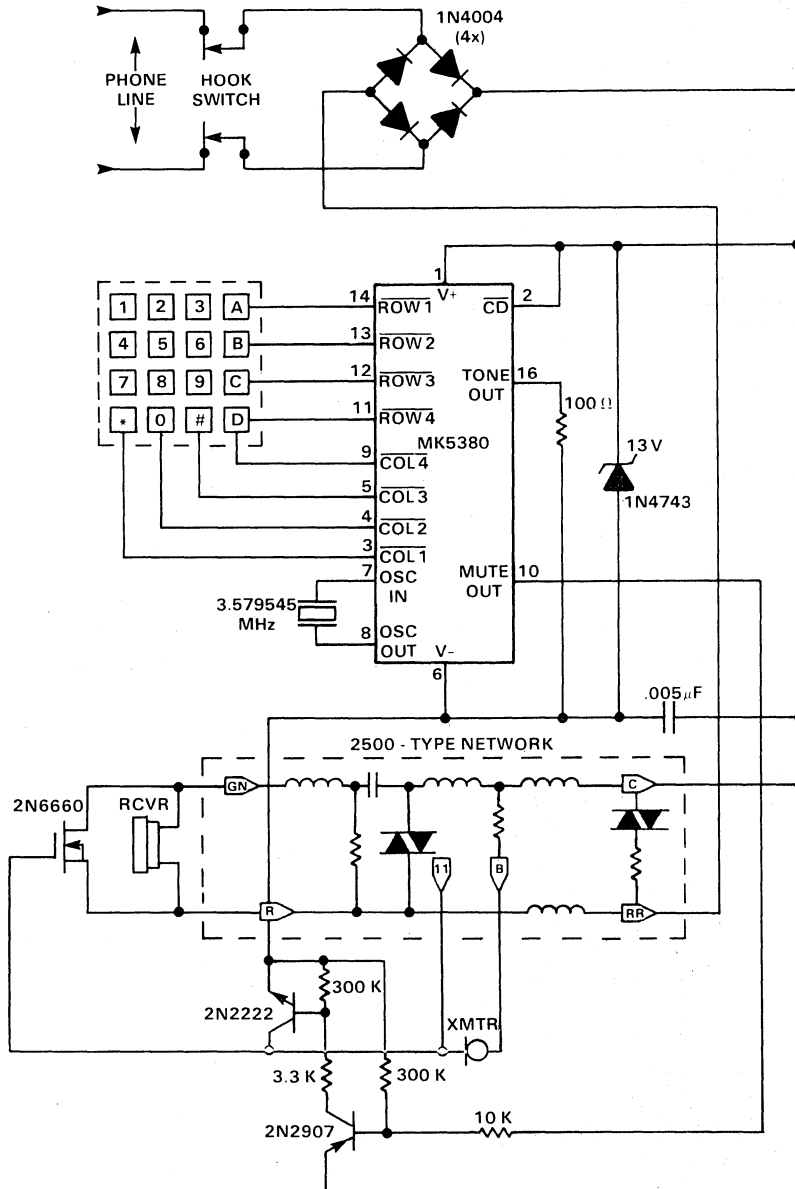 1N4004
(4x)
PHONE
LINE
HOOK
SWITCH
1
V+
2
CD
1 2 3 A
14
ROW1
4 5 6 B
13
ROW2
7 8 9 C
12
ROW3
* 0 # D
11
ROW4
TONE
OUT
16
100 Ω
MK5380
9
COL4
5
COL3
4
COL2
3
COL1
13 V
1N4743
7
OSC
IN
MUTE
OUT
10
3.579545
MHz
8
OSC
OUT
V-
6
.005μF
2500 - TYPE NETWORK
2N6660
RCVR
GN
C
11
B
R
RR
300 K
2N2222
XMTR
3.3 K
300 K
2N2907
10 K